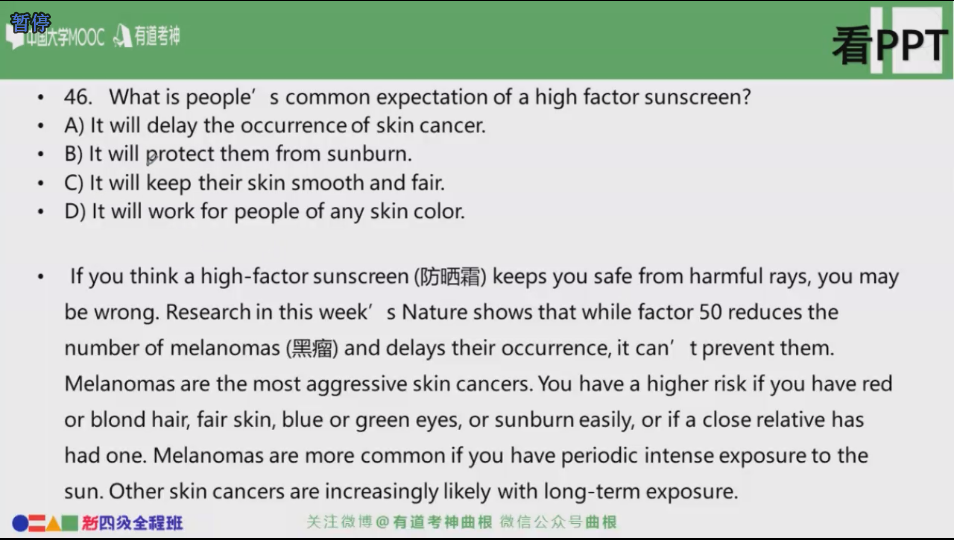 暂停
中国大学MOOC 有道考神
看PPT
• 46. What is people’s common expectation of a high factor sunscreen?
• A) It will delay the occurrence of skin cancer.
• B) It will protect them from sunburn.
• C) It will keep their skin smooth and fair.
• D) It will work for people of any skin color.
• If you think a high-factor sunscreen (防晒霜) keeps you safe from harmful rays, you may
be wrong. Research in this week’s Nature shows that while factor 50 reduces the
number of melanomas (黑瘤) and delays their occurrence, it can’t prevent them.
Melanomas are the most aggressive skin cancers. You have a higher risk if you have red
or blond hair, fair skin, blue or green eyes, or sunburn easily, or if a close relative has
had one. Melanomas are more common if you have periodic intense exposure to the
sun. Other skin cancers are increasingly likely with long-term exposure.
新四级全程班 关注微博@有道考神曲根 微信公众号曲根